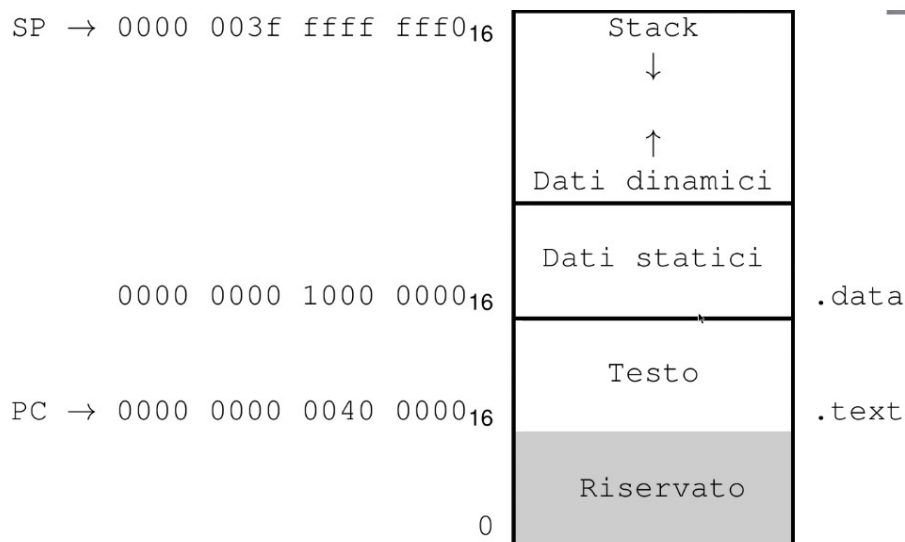 SP → 0000 003f ffff fff0₁₆ Stack
↓
↑
Dati dinamici
Dati statici
0000 0000 1000 0000₁₆ .data
Testo
PC → 0000 0000 0040 0000₁₆ .text
Riservato
0